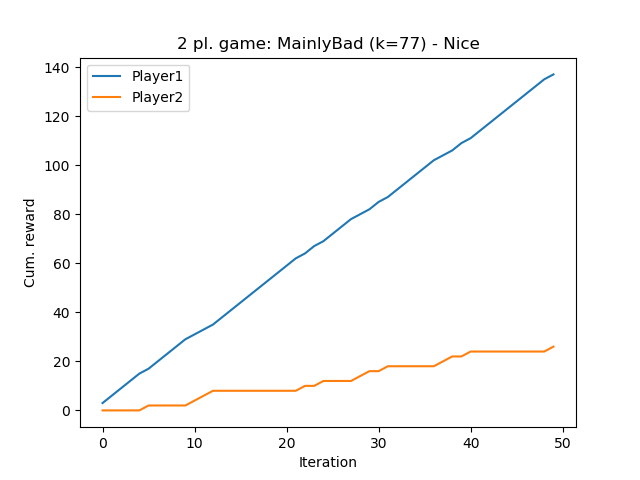 2 pl. game: MainlyBad (k=77) - Nice
Player1
Player2
Cum. reward
140
120
100
80
60
40
20
0
0 10 20 30 40 50
Iteration